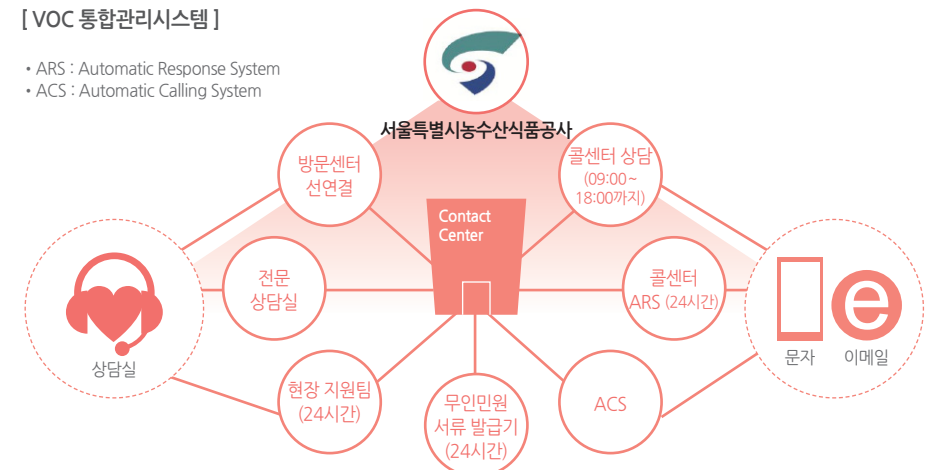 [ VOC 통합관리시스템 ]
• ARS : Automatic Response System
• ACS : Automatic Calling System
서울특별시농수산식품공사
방문센터
선연결
콜센터 상담
(09:00~
18:00까지)
Contact
Center
전문
상담실
콜센터
ARS (24시간)
상담실
문자
이메일
현장 지원팀
(24시간)
무인민원
서류 발급기
(24시간)
ACS